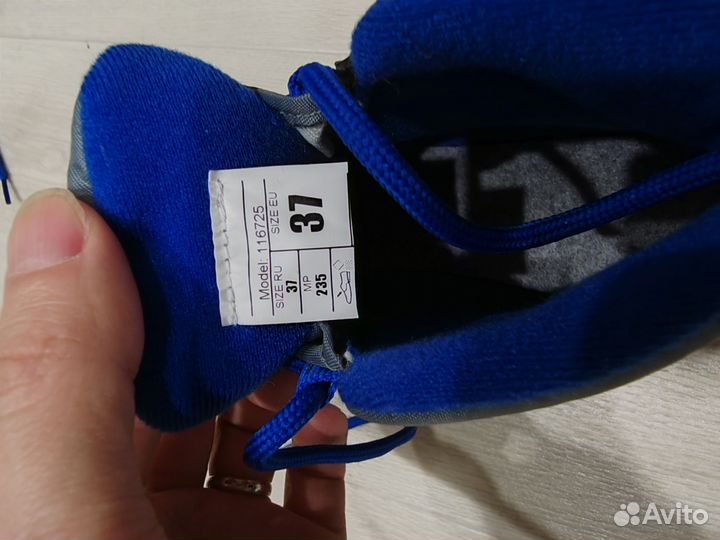 Model: 116725
SIZE RU
SIZE EU
37
37
MP
235
Avito